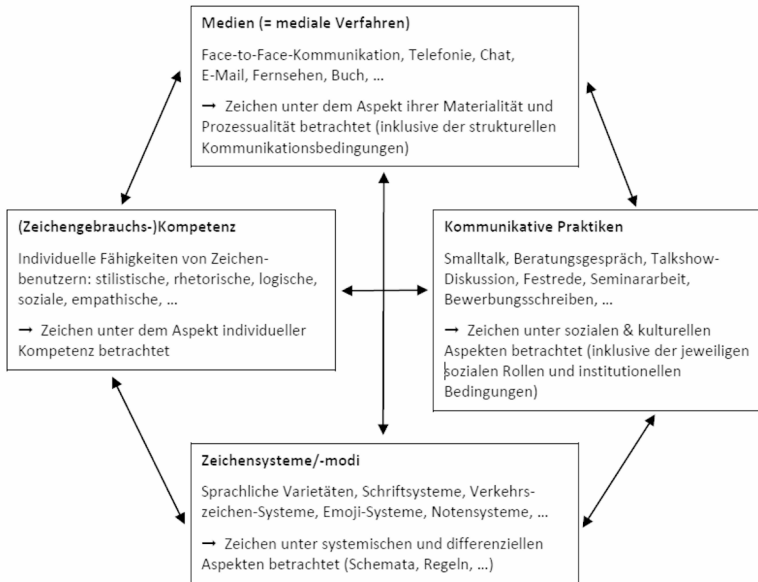 Medien (= mediale Verfahren)
Face-to-Face-Kommunikation, Telefonie, Chat,
E-Mail, Fernsehen, Buch, …
→ Zeichen unter dem Aspekt ihrer Materialität und
Prozessualität betrachtet (inklusive der strukturellen
Kommunikationsbedingungen)
(Zeichengebrauchs-)Kompetenz
Individuelle Fähigkeiten von Zeichen-
benutzern: stilistische, rhetorische, logische,
soziale, empathische, …
→ Zeichen unter dem Aspekt individueller
Kompetenz betrachtet
Kommunikative Praktiken
Smalltalk, Beratungsgespräch, Talkshow-
Diskussion, Festrede, Seminararbeit,
Bewerbungsschreiben, …
→ Zeichen unter sozialen & kulturellen
Aspekten betrachtet (inklusive der jeweiligen
sozialen Rollen und institutionellen
Bedingungen)
Zeichensysteme/-modi
Sprachliche Varietäten, Schriftsysteme, Verkehrs-
zeichen-Systeme, Emoji-Systeme, Notensysteme, …
→ Zeichen unter systemischen und differenziellen
Aspekten betrachtet (Schemata, Regeln, …)